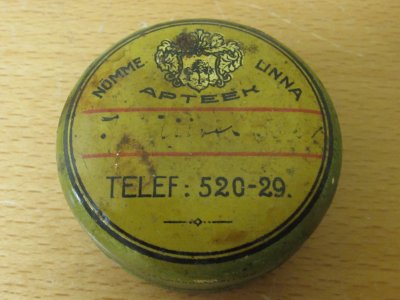 NÕMME LINNA
APTEEK
TELEF: 520-29.